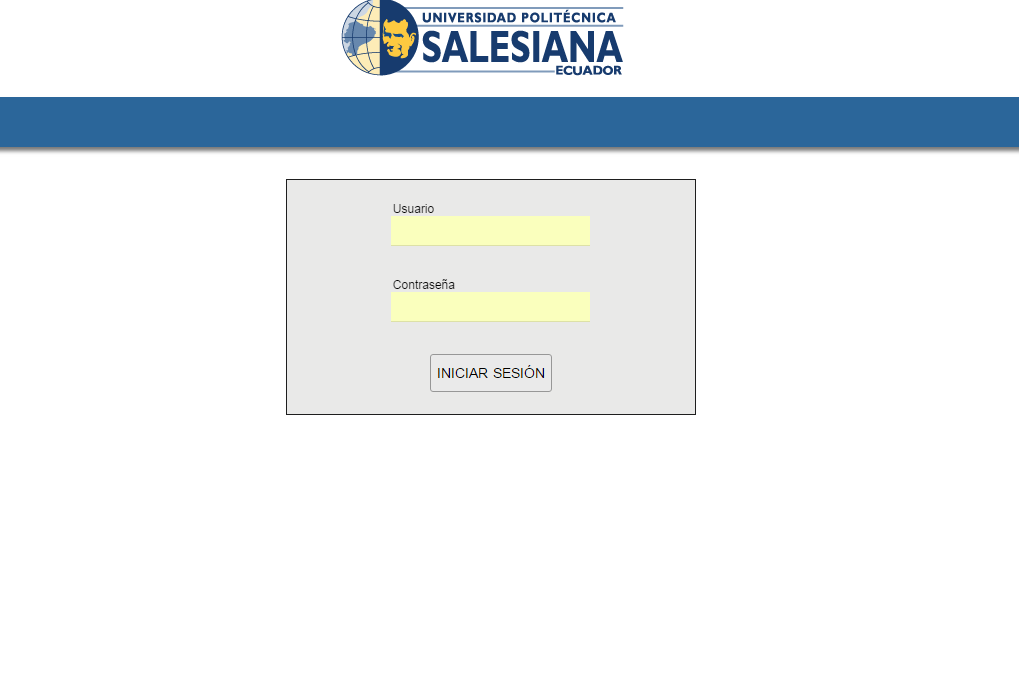 UNIVERSIDAD POLITÉCNICA
SALESIANA
ECUADOR
Usuario
Contraseña
INICIAR SESIÓN